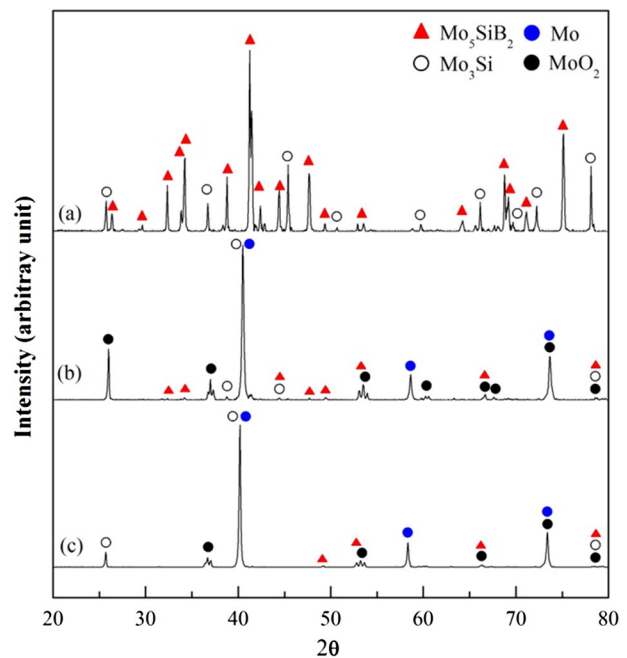 Mo₅SiB₂ Mo
Mo₃Si MoO₂
(a)
(b)
(c)
Intensity (arbitray unit)
20 30 40 50 60 70 80
2θ